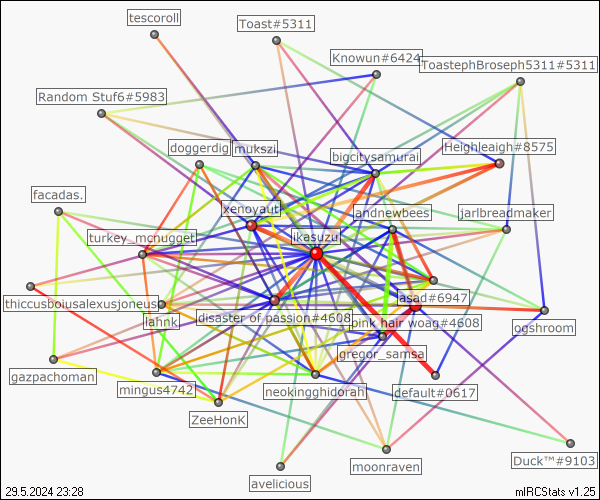 tescoroll
Toast#5311
Knowun#6424
ToastephBroseph5311#5311
Random Stuf6#5983
doggerdig
mukszi
bigcitysamurai
Heighleaigh#8575
facadas.
xenoyaut
andnewbees
jarlbreadmaker
turkey_mcnugget
ikasuzu
thiccusboiusalexusjoneus
lahnk
disaster of passion#4608
asad#6947
pink hair woag#4608
ogshroom
gregor_samsa
gazpachoman
mingus4742
neokingghidorah
default#0617
ZeeHonK
avelicious
moonraven
Duck™#9103
29.5.2024 23:28
mIRCStats v1.25